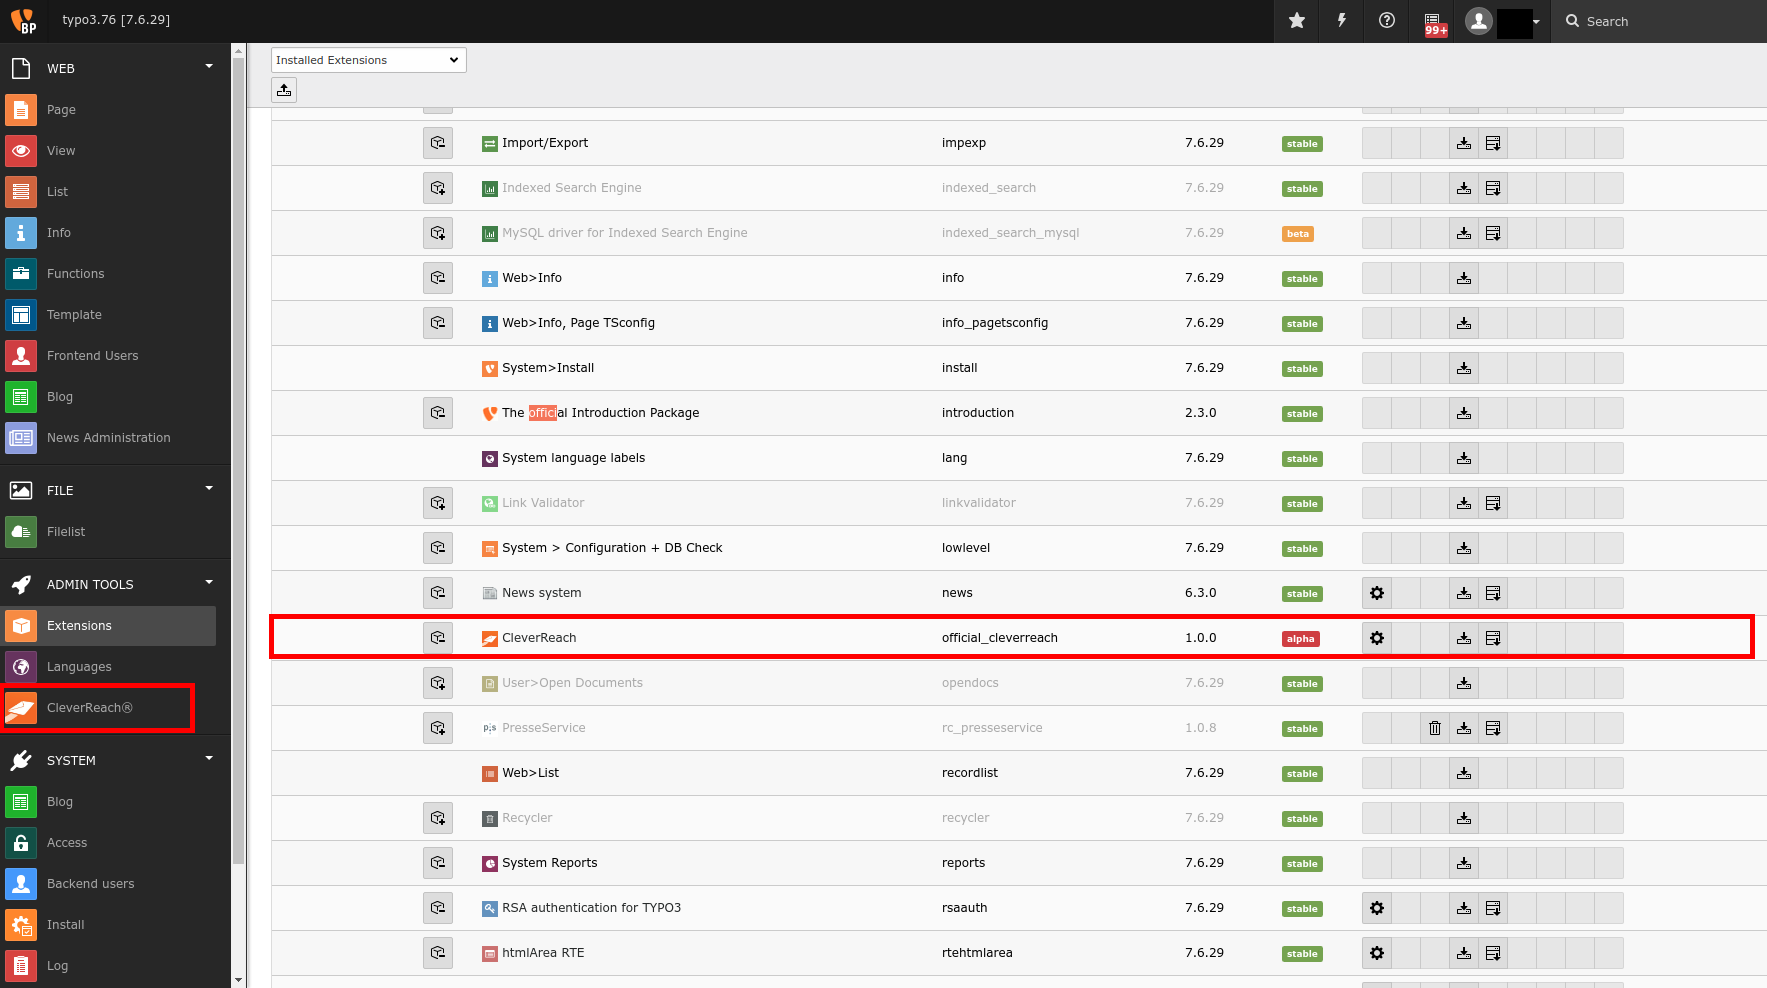 BP
typo3.76 [7.6.29]
99+
Search
WEB
Page
View
List
Info
Functions
Template
Frontend Users
Blog
News Administration
FILE
Filelist
ADMIN TOOLS
Extensions
Languages
CleverReach®
SYSTEM
Blog
Access
Backend users
Install
Log
Installed Extensions
Import/Export impexp 7.6.29 stable
Indexed Search Engine indexed_search 7.6.29 stable
MySQL driver for Indexed Search Engine indexed_search_mysql 7.6.29 beta
Web>Info info 7.6.29 stable
Web>Info, Page TSconfig info_pagetsconfig 7.6.29 stable
System>Install install 7.6.29 stable
The official Introduction Package introduction 2.3.0 stable
System language labels lang 7.6.29 stable
Link Validator linkvalidator 7.6.29 stable
System > Configuration + DB Check lowlevel 7.6.29 stable
News system news 6.3.0 stable
CleverReach official_cleverreach 1.0.0 alpha
User>Open Documents opendocs 7.6.29 stable
p|s PresseService rc_presseservice 1.0.8 stable
Web>List recordlist 7.6.29 stable
Recycler recycler 7.6.29 stable
System Reports reports 7.6.29 stable
RSA authentication for TYPO3 rsaauth 7.6.29 stable
htmlArea RTE rtehtmlarea 7.6.29 stable